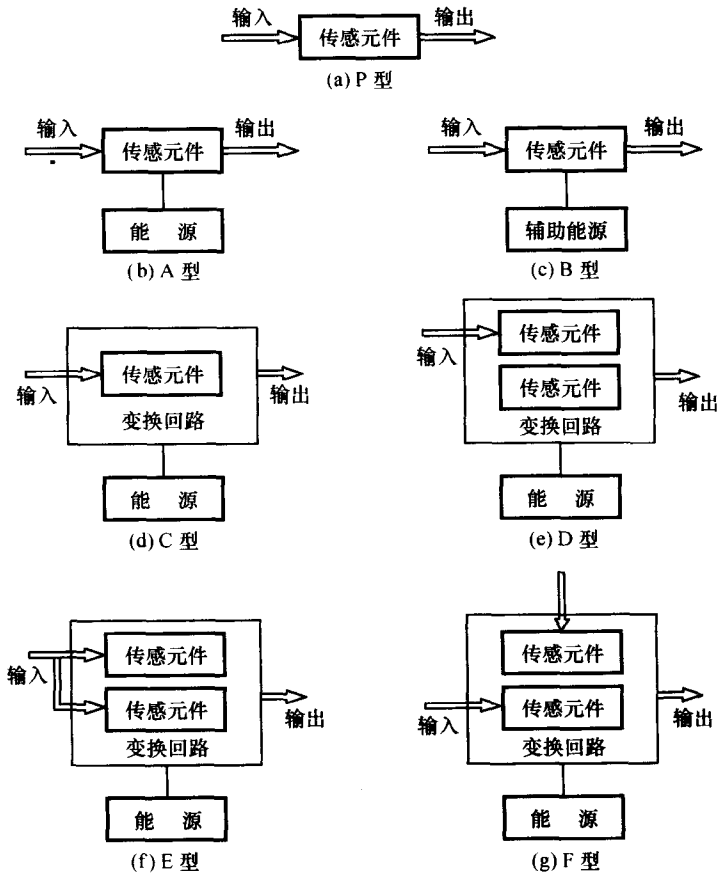 输入
传感元件
输出
(a) P 型
输入
传感元件
输出
能 源
(b) A 型
输入
传感元件
输出
辅助能源
(c) B 型
输入
传感元件
变换回路
输出
能 源
(d) C 型
输入
传感元件
传感元件
变换回路
输出
能 源
(e) D 型
输入
传感元件
传感元件
变换回路
输出
能 源
(f) E 型
输入
传感元件
传感元件
变换回路
输出
能 源
(g) F 型